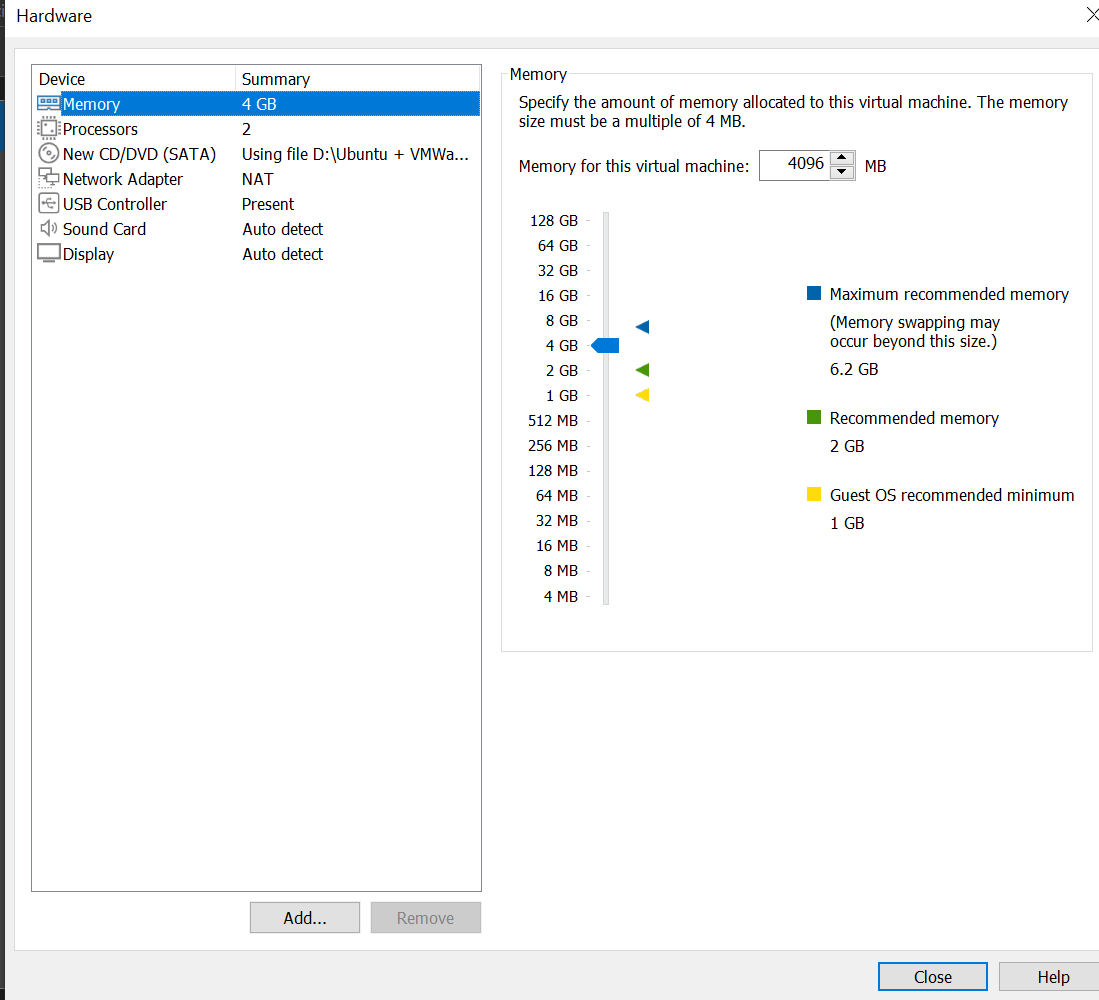 Hardware
Device Summary
Memory 4 GB
Processors 2
New CD/DVD (SATA) Using file D:\Ubuntu + VMWa...
Network Adapter NAT
USB Controller Present
Sound Card Auto detect
Display Auto detect
Add...
Remove
Memory
Specify the amount of memory allocated to this virtual machine. The memory
size must be a multiple of 4 MB.
Memory for this virtual machine: 4096 MB
128 GB
64 GB
32 GB
16 GB
8 GB
4 GB
2 GB
1 GB
512 MB
256 MB
128 MB
64 MB
32 MB
16 MB
8 MB
4 MB
Maximum recommended memory
(Memory swapping may
occur beyond this size.)
6.2 GB
Recommended memory
2 GB
Guest OS recommended minimum
1 GB
Close
Help